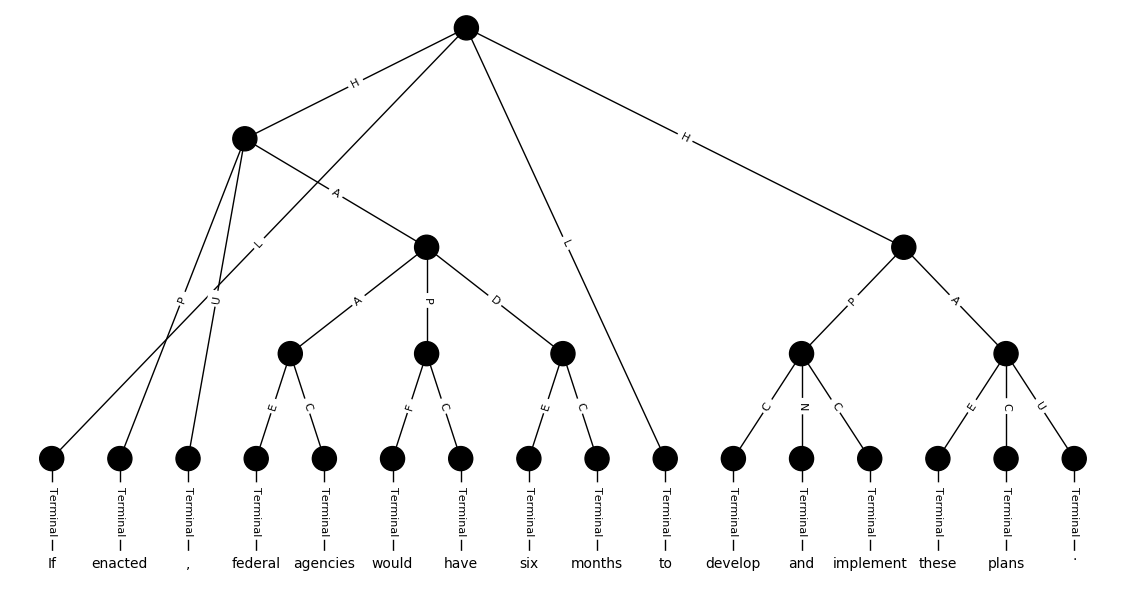 H
H
A
L
L
P
U
A
P
D
P
A
E
C
F
C
E
C
C
N
C
E
C
U
Terminal Terminal Terminal Terminal Terminal Terminal Terminal Terminal Terminal Terminal Terminal Terminal Terminal Terminal Terminal Terminal
If enacted , federal agencies would have six months to develop and implement these plans .